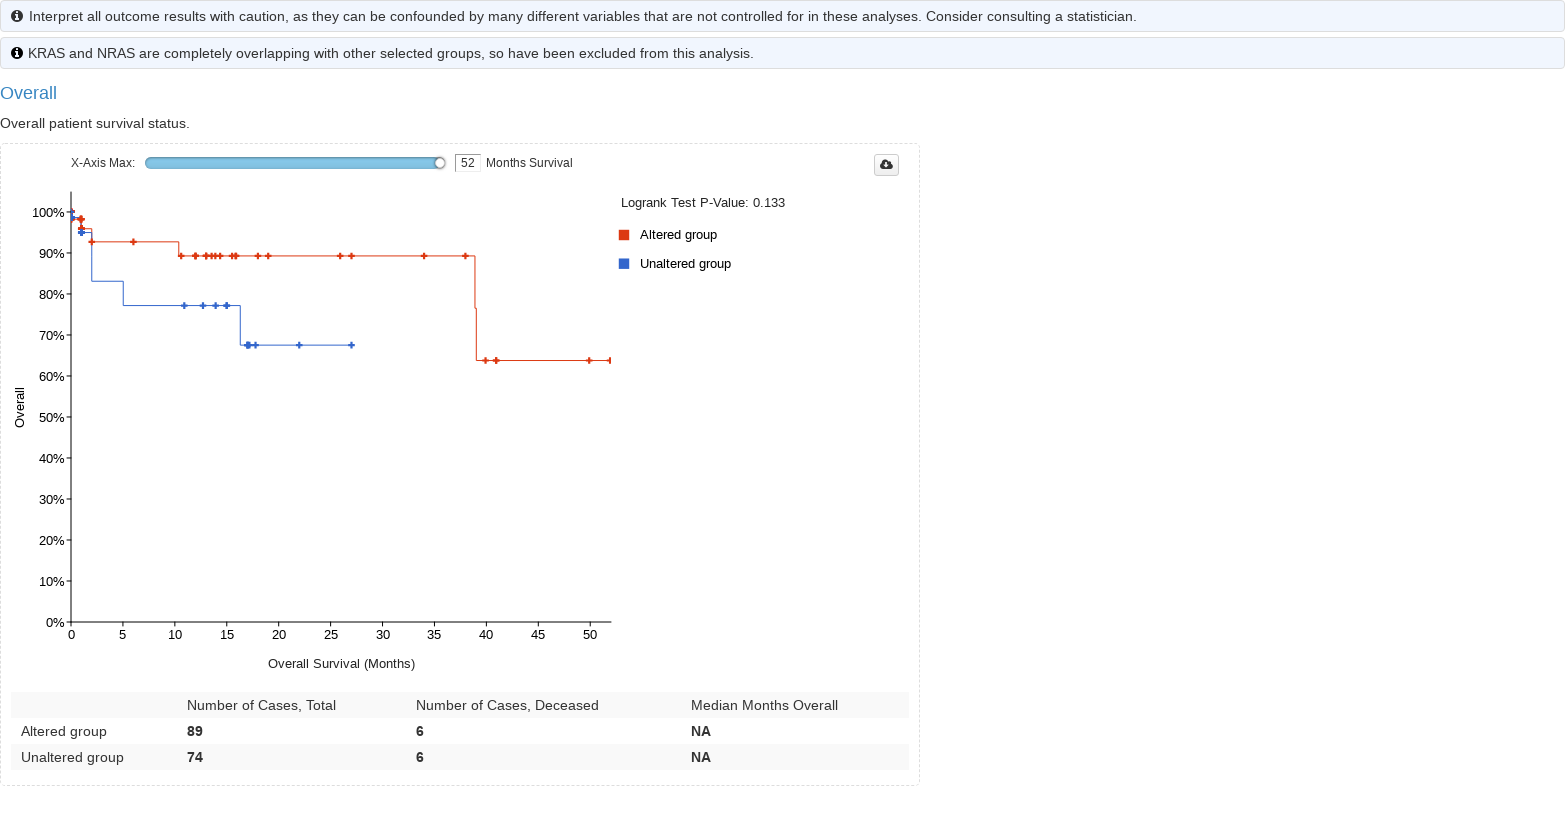 Interpret all outcome results with caution, as they can be confounded by many different variables that are not controlled for in these analyses. Consider consulting a statistician.
KRAS and NRAS are completely overlapping with other selected groups, so have been excluded from this analysis.
Overall
Overall patient survival status.
X-Axis Max: 52 Months Survival
Logrank Test P-Value: 0.133
Altered group
Unaltered group
100%
90%
80%
70%
60%
50%
40%
30%
20%
10%
0%
Overall
0 5 10 15 20 25 30 35 40 45 50
Overall Survival (Months)
Number of Cases, Total Number of Cases, Deceased Median Months Overall
Altered group 89 6 NA
Unaltered group 74 6 NA